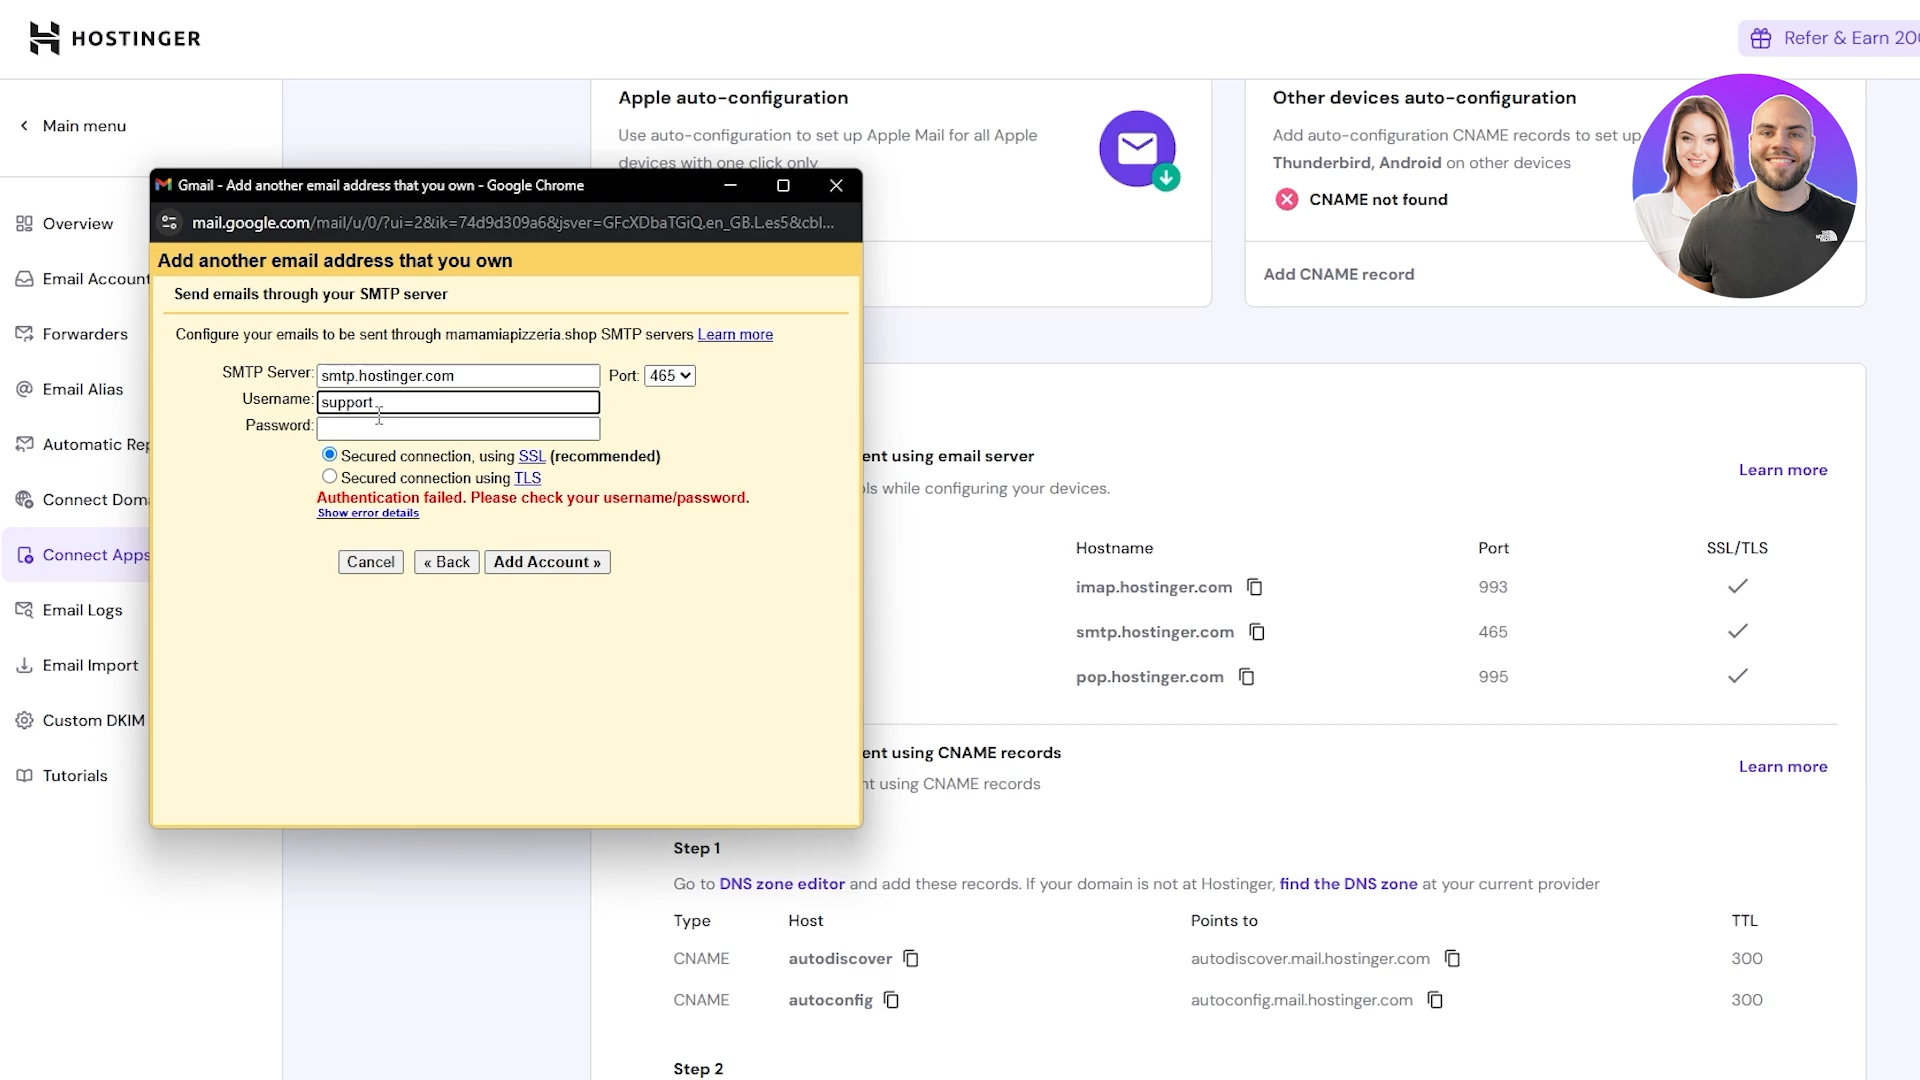 HOSTINGER
Refer & Earn 20
Main menu
Overview
Email Account
Forwarders
Email Alias
Automatic Rep
Connect Doma
Connect Apps
Email Logs
Email Import
Custom DKIM
Tutorials
Apple auto-configuration
Use auto-configuration to set up Apple Mail for all Apple
devices with one click only
Other devices auto-configuration
Add auto-configuration CNAME records to set up
Thunderbird, Android on other devices
CNAME not found
Add CNAME record
Gmail - Add another email address that you own - Google Chrome
mail.google.com/mail/u/0/?ui=2&ik=74d9d309a6&jsver=GFcXDbaTGiQ.en_GB.L.es5&cbl...
Add another email address that you own
Send emails through your SMTP server
Configure your emails to be sent through mamamiapizzeria.shop SMTP servers Learn more
SMTP Server: smtp.hostinger.com Port: 465
Username: support
Password:
Secured connection, using SSL (recommended)
Secured connection using TLS
Authentication failed. Please check your username/password.
Show error details
Cancel « Back Add Account »
ent using email server
ls while configuring your devices.
Learn more
Hostname Port SSL/TLS
imap.hostinger.com 993
smtp.hostinger.com 465
pop.hostinger.com 995
ent using CNAME records
nt using CNAME records
Learn more
Step 1
Go to DNS zone editor and add these records. If your domain is not at Hostinger, find the DNS zone at your current provider
Type Host Points to TTL
CNAME autodiscover autodiscover.mail.hostinger.com 300
CNAME autoconfig autoconfig.mail.hostinger.com 300
Step 2